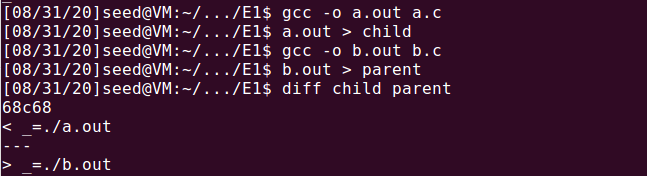 [08/31/20]seed@VM:~/.../E1$ gcc -o a.out a.c
[08/31/20]seed@VM:~/.../E1$ a.out > child
[08/31/20]seed@VM:~/.../E1$ gcc -o b.out b.c
[08/31/20]seed@VM:~/.../E1$ b.out > parent
[08/31/20]seed@VM:~/.../E1$ diff child parent
68c68
< _=./a.out
---
> _=./b.out